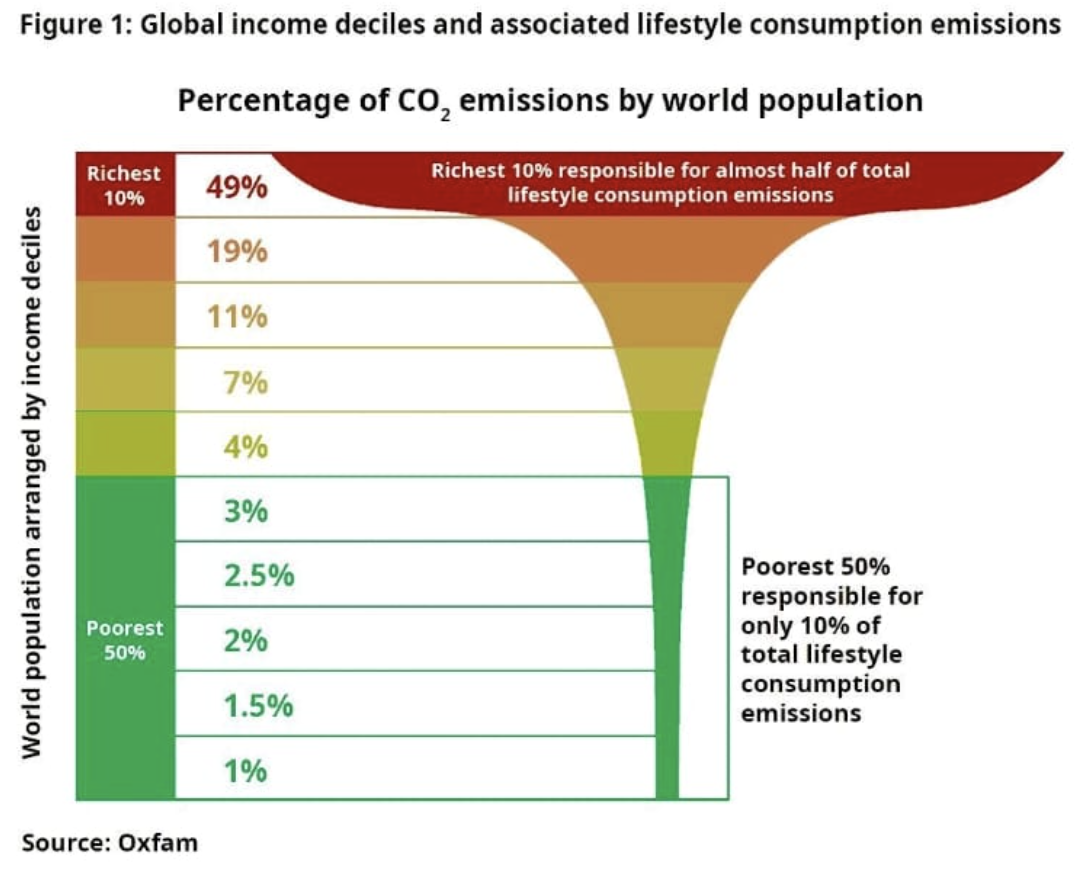 Figure 1: Global income deciles and associated lifestyle consumption emissions
Percentage of CO₂ emissions by world population
World population arranged by income deciles
Richest
10%
49%
Richest 10% responsible for almost half of total
lifestyle consumption emissions
19%
11%
7%
4%
3%
2.5%
2%
1.5%
1%
Poorest
50%
Poorest 50%
responsible for
only 10% of
total lifestyle
consumption
emissions
Source: Oxfam